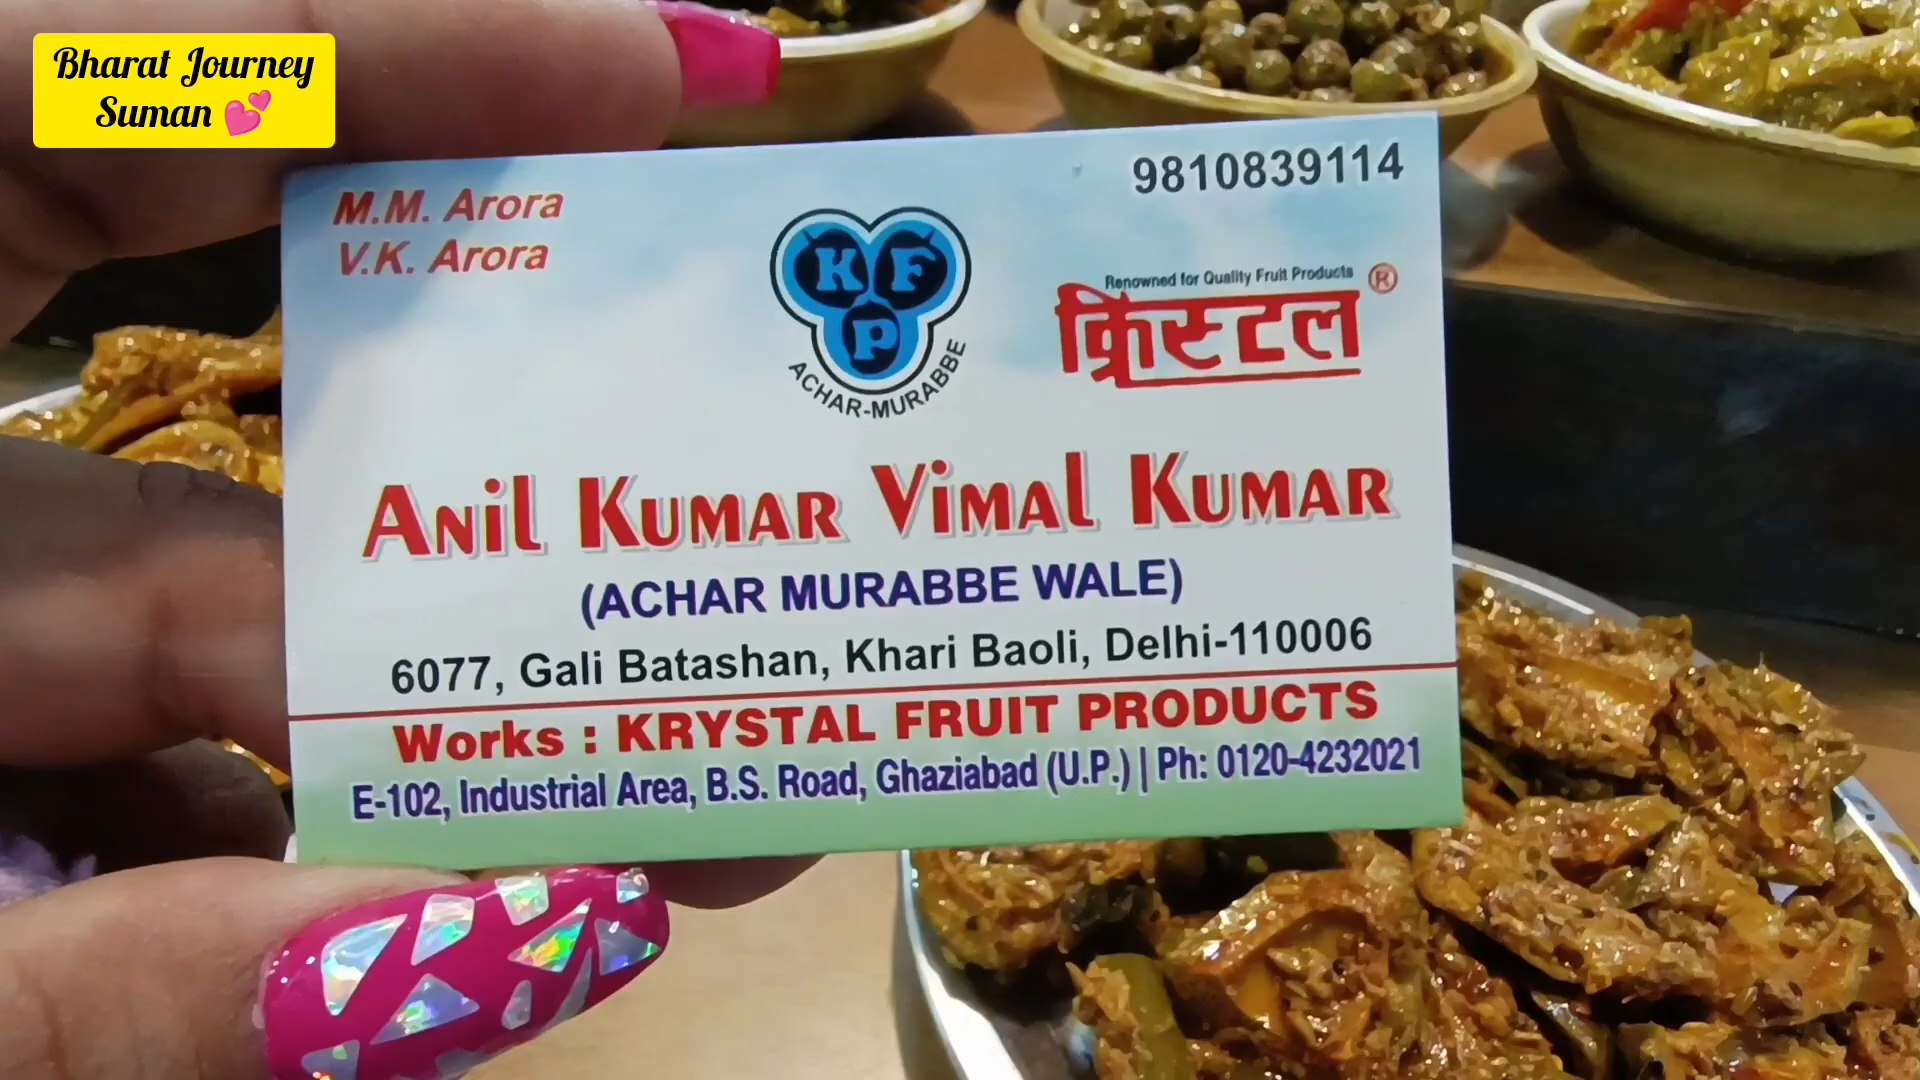 Bharat Journey
Suman 💕
M.M. Arora
V.K. Arora
9810839114
K F
P
ACHAR-MURABBE
Renowned for Quality Fruit Products ®
क्रिस्टल
Anil Kumar Vimal Kumar
(ACHAR MURABBE WALE)
6077, Gali Batashan, Khari Baoli, Delhi-110006
Works : KRYSTAL FRUIT PRODUCTS
E-102, Industrial Area, B.S. Road, Ghaziabad (U.P.) | Ph: 0120-4232021